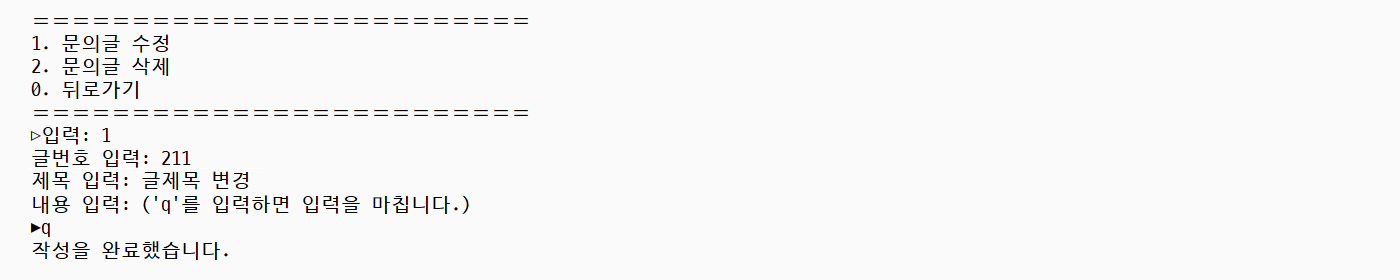 =========================
1. 문의글 수정
2. 문의글 삭제
0. 뒤로가기
=========================
▷입력: 1
글번호 입력: 211
제목 입력: 글제목 변경
내용 입력: ('q'를 입력하면 입력을 마칩니다.)
▶q
작성을 완료했습니다.